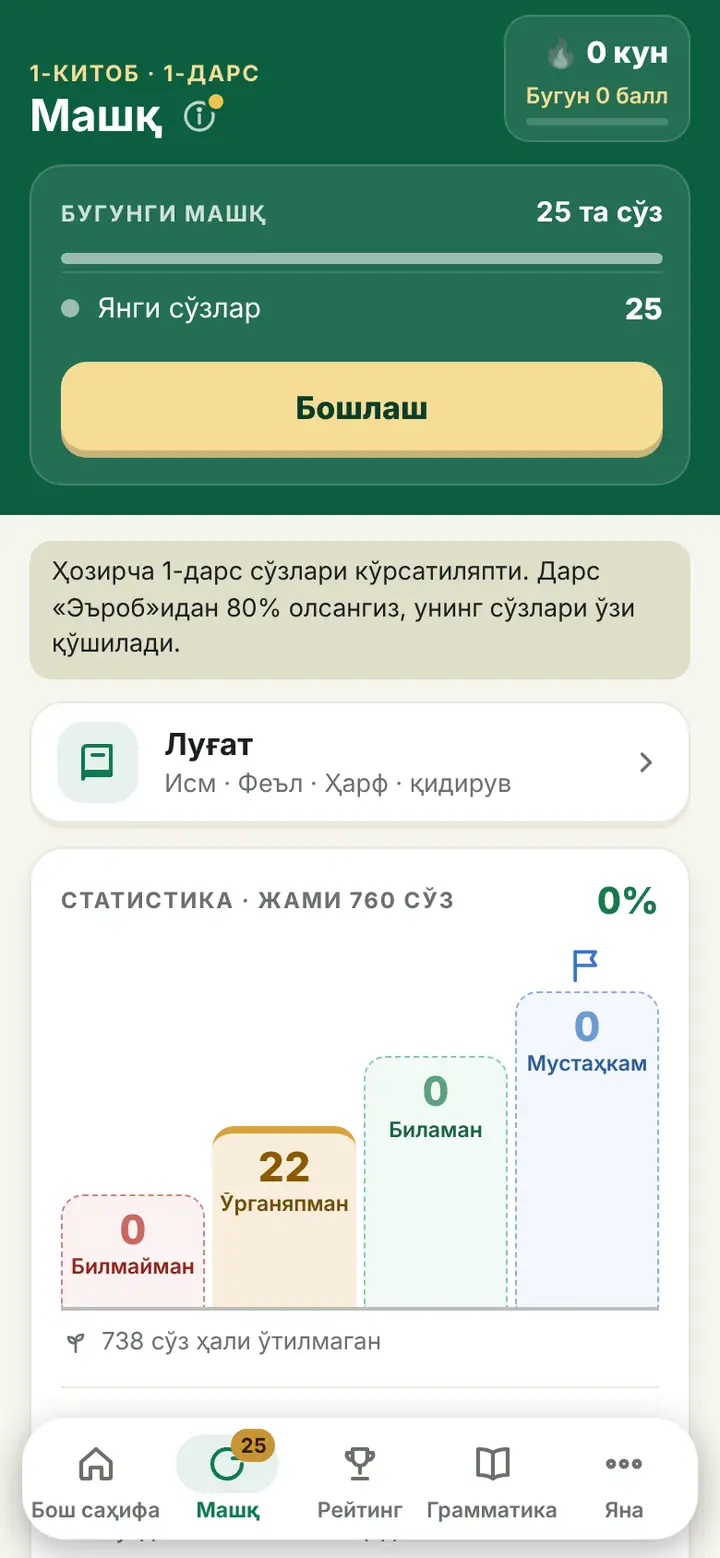 1-КИТОБ · 1-ДАРС
Машқ
0 кун
Бугун 0 балл
БУГУНГИ МАШҚ
25 та сўз
Янги сўзлар
25
Бошлаш
Ҳозирча 1-дарс сўзлари кўрсатиляпти. Дарс
«Эъроб»идан 80% олсангиз, унинг сўзлари ўзи
қўшилади.
Луғат
Исм · Феъл · Ҳарф · қидирув
СТАТИСТИКА · ЖАМИ 760 СЎЗ
0%
0
Мустаҳкам
0
Биламан
22
Ўрганяпман
0
Билмайман
738 сўз ҳали ўтилмаган
25
Бош саҳифа
Машқ
Рейтинг
Грамматика
Яна